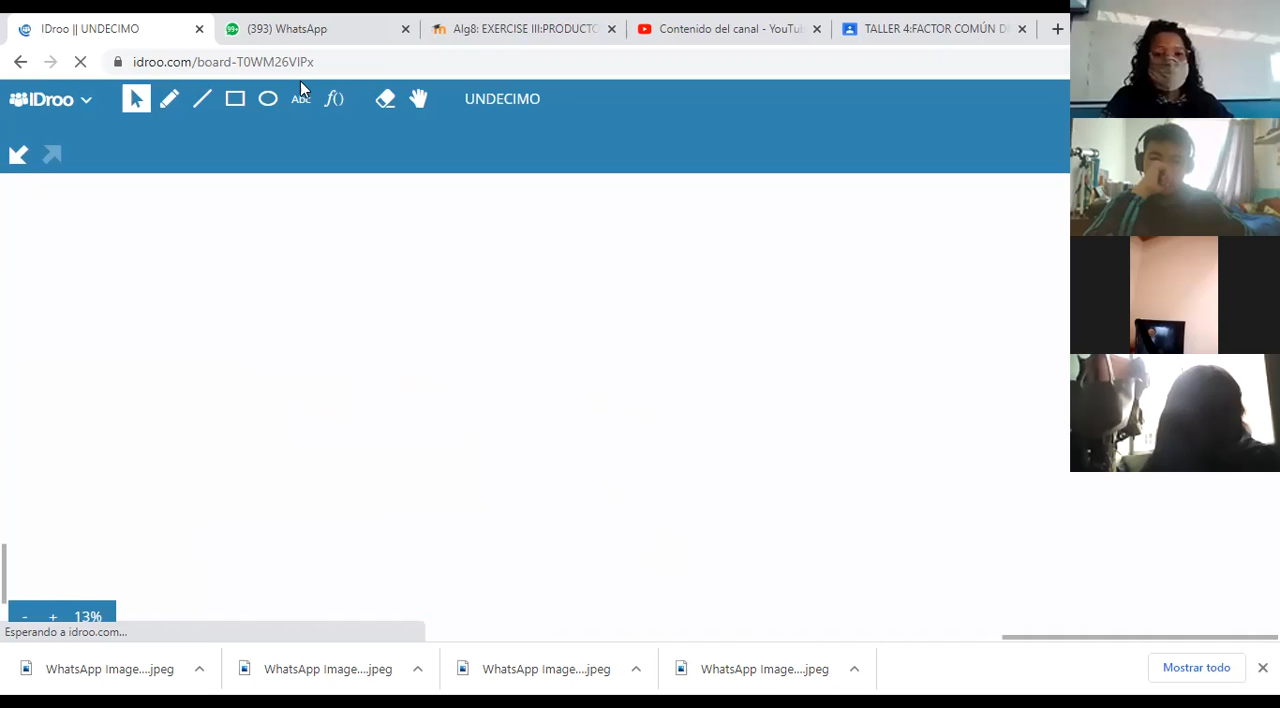 IDroo || UNDECIMO
99+ (393) WhatsApp
Alg8: EXERCISE III:PRODUCTO
Contenido del canal - YouTu
TALLER 4:FACTOR COMÚN D
idroo.com/board-T0WM26VlPx
IDroo
Abc
f()
UNDECIMO
- + 13%
Esperando a idroo.com...
WhatsApp Image....jpeg
WhatsApp Image....jpeg
WhatsApp Image....jpeg
WhatsApp Image....jpeg
Mostrar todo